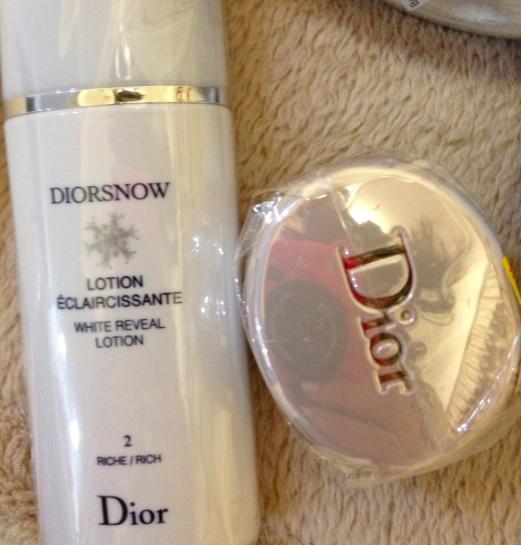 DIORSNOW
LOTION
ÉCLAIRCISSANTE
WHITE REVEAL
LOTION
2
RICHE / RICH
Dior
Dior